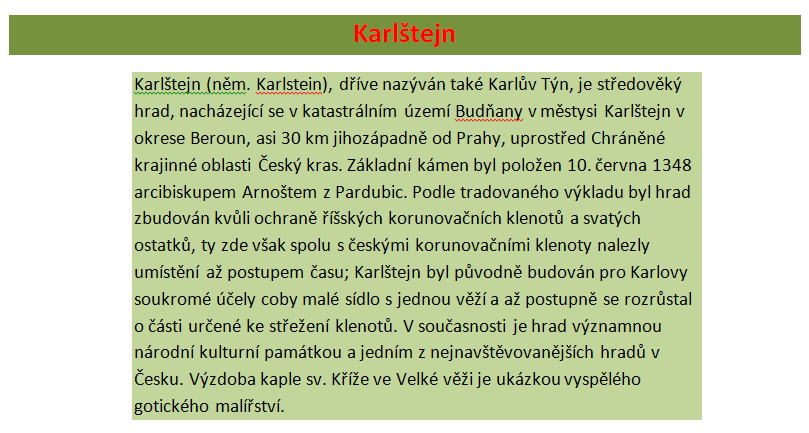 Karlštejn
Karlštejn (něm. Karlstein), dříve nazýván také Karlův Týn, je středověký
hrad, nacházející se v katastrálním území Budňany v městysi Karlštejn v
okrese Beroun, asi 30 km jihozápadně od Prahy, uprostřed Chráněné
krajinné oblasti Český kras. Základní kámen byl položen 10. června 1348
arcibiskupem Arnoštem z Pardubic. Podle tradovaného výkladu byl hrad
zbudován kvůli ochraně říšských korunovačních klenotů a svatých
ostatků, ty zde však spolu s českými korunovačními klenoty nalezly
umístění až postupem času; Karlštejn byl původně budován pro Karlovy
soukromé účely coby malé sídlo s jednou věží a až postupně se rozrůstal
o části určené ke střežení klenotů. V současnosti je hrad významnou
národní kulturní památkou a jedním z nejnavštěvovanějších hradů v
Česku. Výzdoba kaple sv. Kříže ve Velké věži je ukázkou vyspělého
gotického malířství.